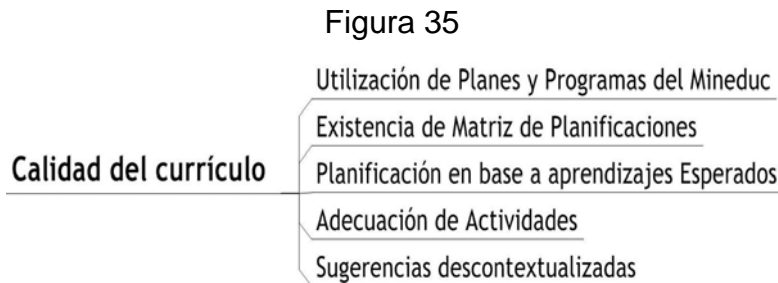 Figura 35
Utilización de Planes y Programas del Mineduc
Existencia de Matriz de Planificaciones
Calidad del currículo
Planificación en base a aprendizajes Esperados
Adecuación de Actividades
Sugerencias descontextualizadas